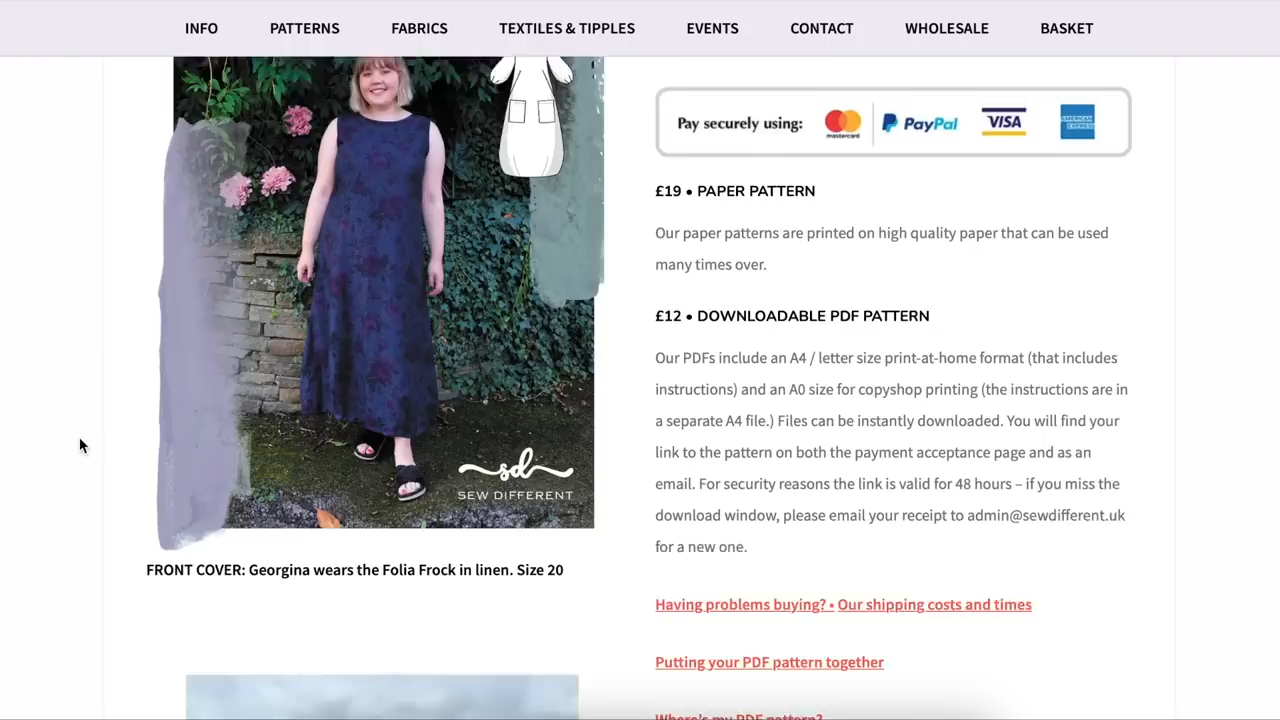 INFO PATTERNS FABRICS TEXTILES & TIPPLES EVENTS CONTACT WHOLESALE BASKET
SEW DIFFERENT
FRONT COVER: Georgina wears the Folia Frock in linen. Size 20
Pay securely using: mastercard PayPal VISA AMERICAN EXPRESS
£19 • PAPER PATTERN
Our paper patterns are printed on high quality paper that can be used
many times over.
£12 • DOWNLOADABLE PDF PATTERN
Our PDFs include an A4 / letter size print-at-home format (that includes
instructions) and an A0 size for copyshop printing (the instructions are in
a separate A4 file.) Files can be instantly downloaded. You will find your
link to the pattern on both the payment acceptance page and as an
email. For security reasons the link is valid for 48 hours – if you miss the
download window, please email your receipt to admin@sewdifferent.uk
for a new one.
Having problems buying? • Our shipping costs and times
Putting your PDF pattern together
Where's my PDF pattern?